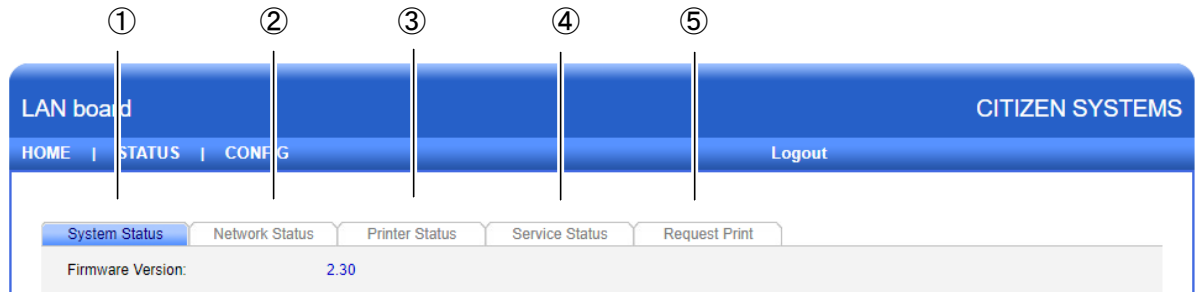 ① ② ③ ④ ⑤
LAN board CITIZEN SYSTEMS
HOME | STATUS | CONFIG Logout
System Status Network Status Printer Status Service Status Request Print
Firmware Version: 2.30